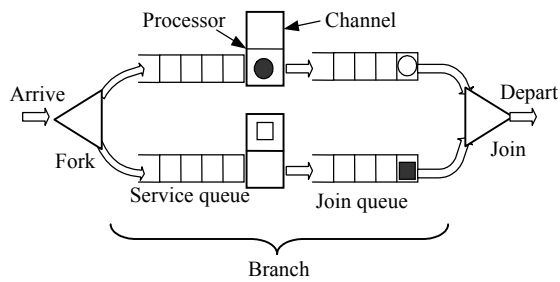 Processor
Channel
Arrive
Depart
Fork
Join
Service queue
Join queue
Branch